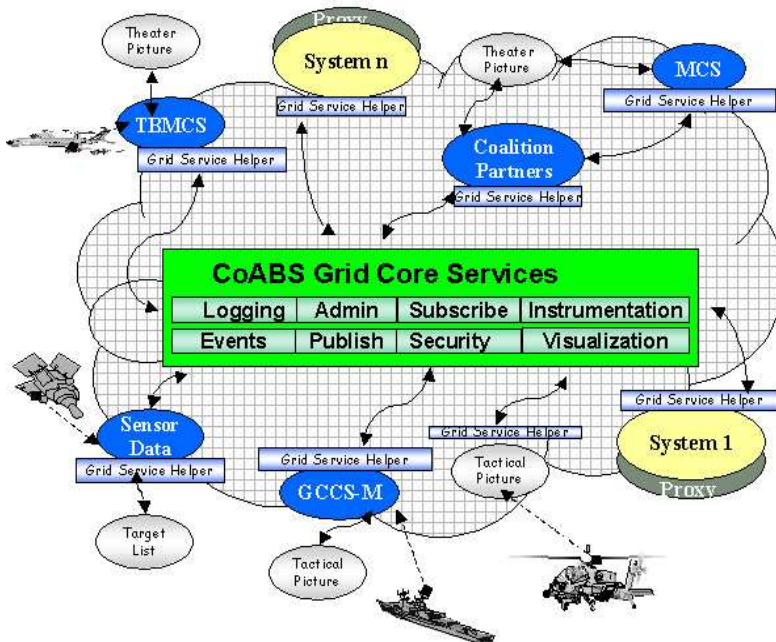 Proxy
Theater
Picture
System n
Theater
Picture
MCS
Grid Service Helper
Grid Service Helper
TBMCS
Grid Service Helper
Coalition
Partners
Grid Service Helper
CoABS Grid Core Services
Logging Admin Subscribe Instrumentation
Events Publish Security Visualization
Grid Service Helper
Sensor
Data
Grid Service Helper
Grid Service Helper
System 1
Proxy
Grid Service Helper
GCCS-M
Tactical
Picture
Target
List
Tactical
Picture